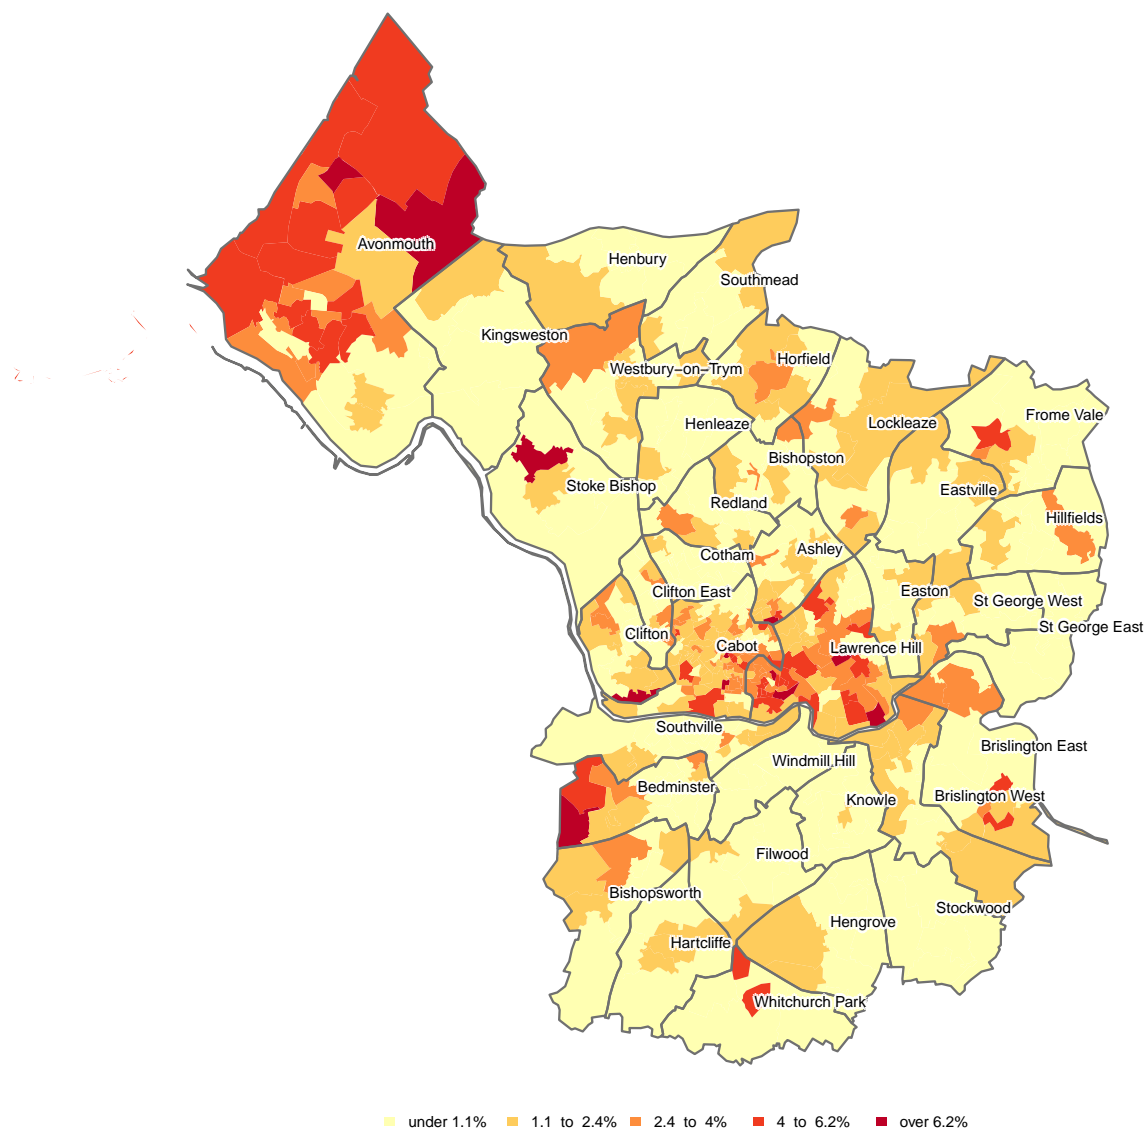 Avonmouth
Henbury
Southmead
Kingsweston
Horfield
Westbury−on−Trym
Frome Vale
Lockleaze
Henleaze
Bishopston
Stoke Bishop
Eastville
Redland
Hillfields
Ashley
Cotham
Easton
Clifton East
St George West
St George East
Clifton
Cabot
Lawrence Hill
Southville
Brislington East
Windmill Hill
Bedminster
Brislington West
Knowle
Filwood
Bishopsworth
Stockwood
Hengrove
Hartcliffe
Whitchurch Park
under 1.1% 1.1 to 2.4% 2.4 to 4% 4 to 6.2% over 6.2%